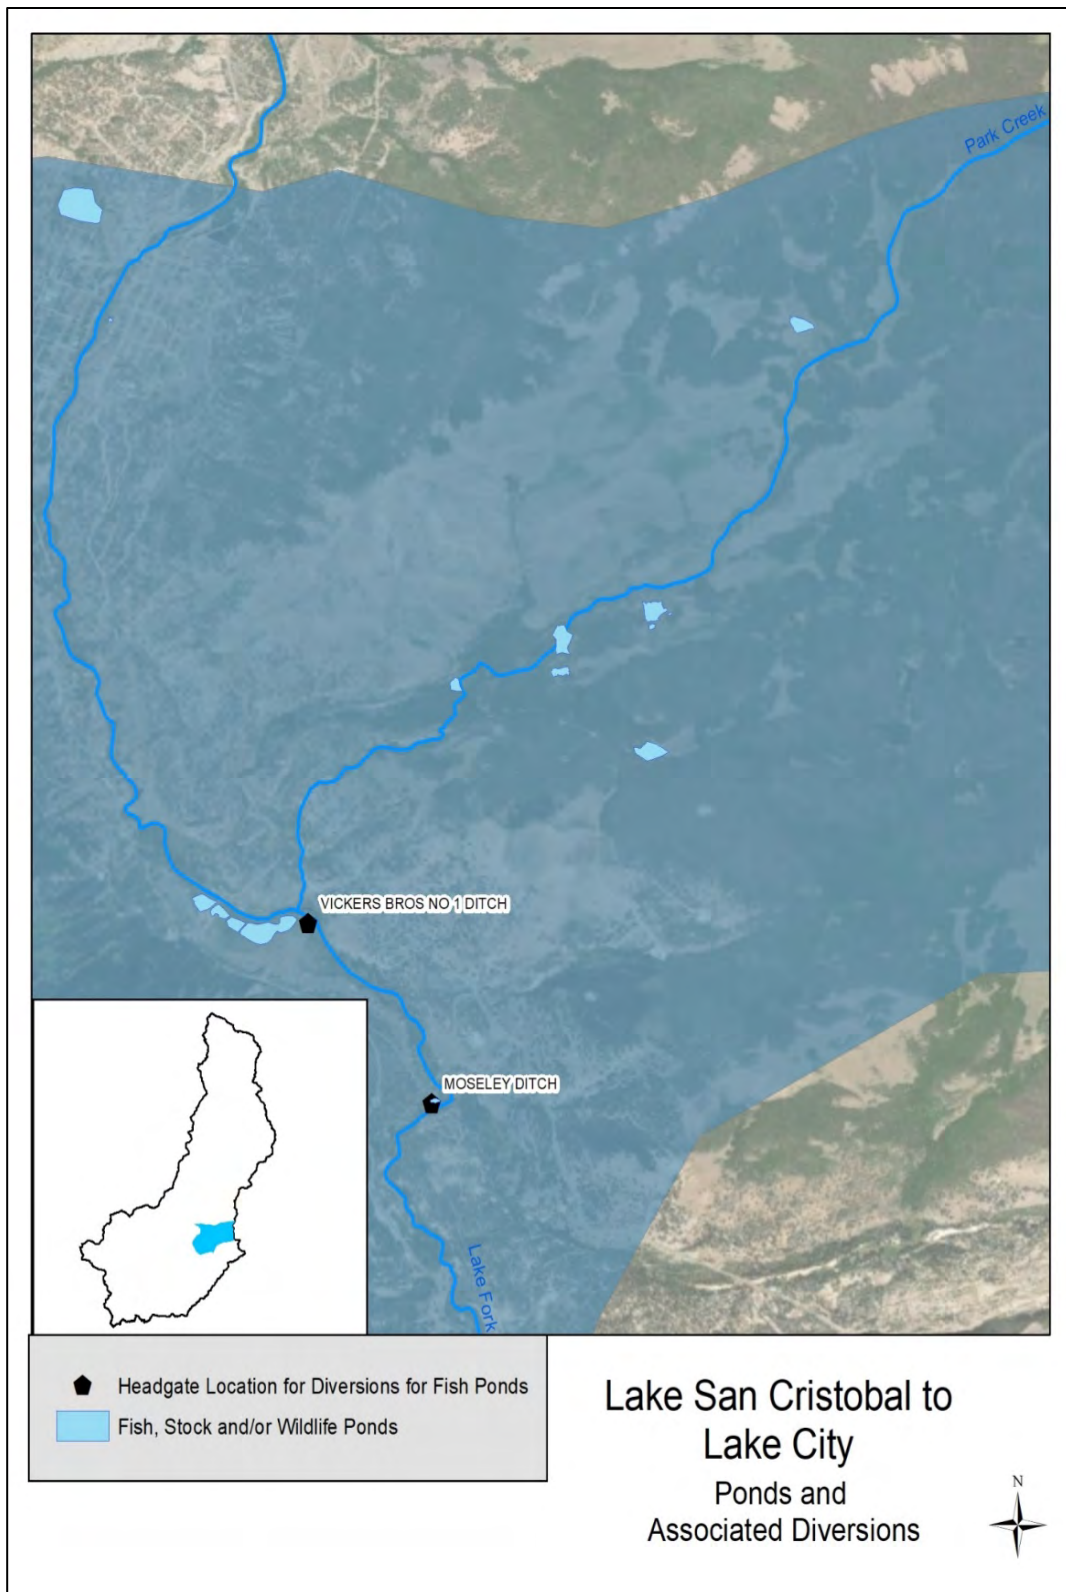 Park Creek
VICKERS BROS NO 1 DITCH
MOSELEY DITCH
Lake Fork
Headgate Location for Diversions for Fish Ponds
Fish, Stock and/or Wildlife Ponds
Lake San Cristobal to
Lake City
Ponds and
Associated Diversions
N